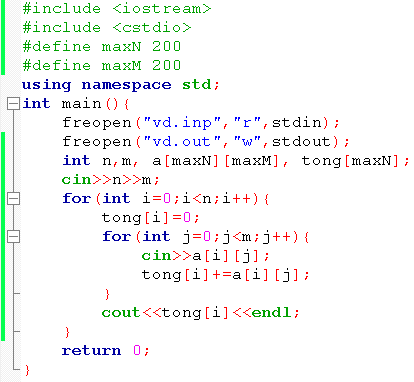 #include <iostream>
#include <cstdio>
#define maxN 200
#define maxM 200
using namespace std;
int main(){
freopen("vd.inp","r",stdin);
freopen("vd.out","w",stdout);
int n,m, a[maxN][maxM], tong[maxN];
cin>>n>>m;
for(int i=0;i<n;i++){
tong[i]=0;
for(int j=0;j<m;j++){
cin>>a[i][j];
tong[i]+=a[i][j];
}
cout<<tong[i]<<endl;
}
return 0;
}